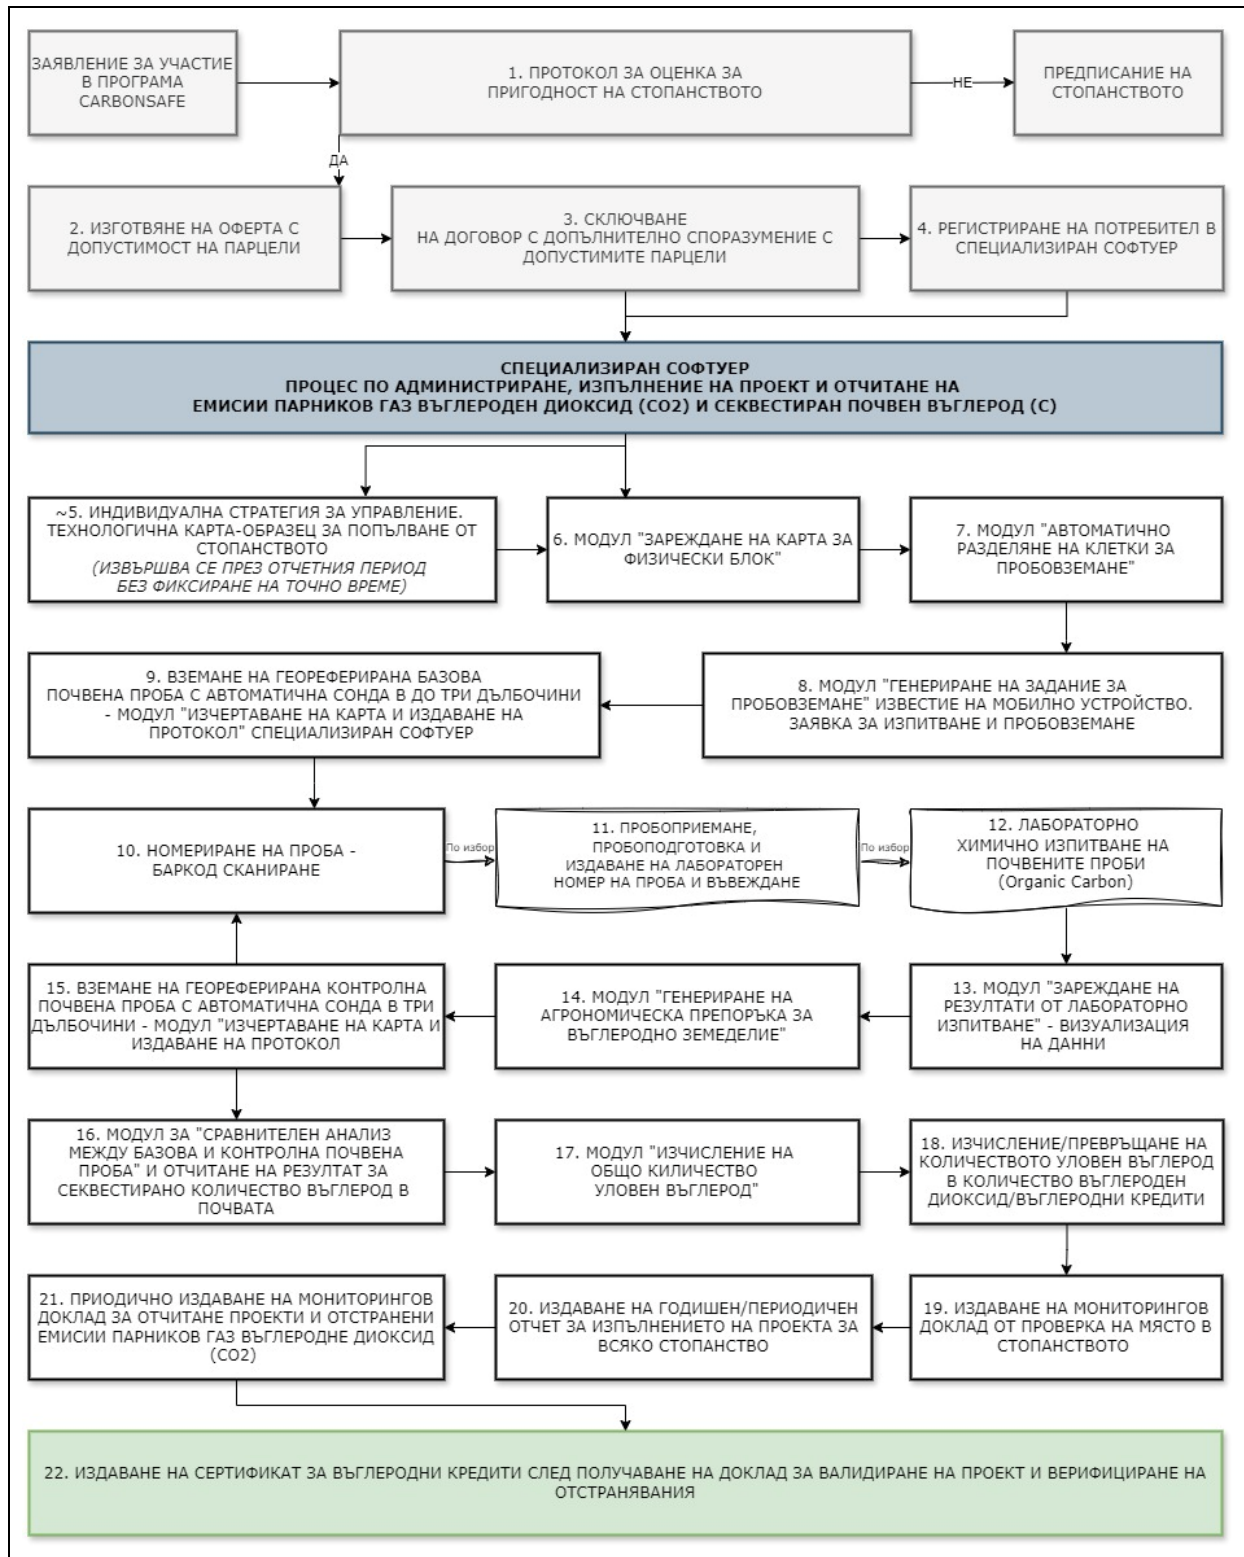 ЗАЯВЛЕНИЕ ЗА УЧАСТИЕ
В ПРОГРАМА
CARBONSAFE
1. ПРОТОКОЛ ЗА ОЦЕНКА ЗА
ПРИГОДНОСТ НА СТОПАНСТВОТО
НЕ
ПРЕДПИСАНИЕ НА
СТОПАНСТВОТО
ДА
2. ИЗГОТВЯНЕ НА ОФЕРТА С
ДОПУСТИМОСТ НА ПАРЦЕЛИ
3. СКЛЮЧВАНЕ
НА ДОГОВОР С ДОПЪЛНИТЕЛНО СПОРАЗУМЕНИЕ С
ДОПУСТИМИТЕ ПАРЦЕЛИ
4. РЕГИСТРИРАНЕ НА ПОТРЕБИТЕЛ В
СПЕЦИАЛИЗИРАН СОФТУЕР
СПЕЦИАЛИЗИРАН СОФТУЕР
ПРОЦЕС ПО АДМИНИСТРИРАНЕ, ИЗПЪЛНЕНИЕ НА ПРОЕКТ И ОТЧИТАНЕ НА
ЕМИСИИ ПАРНИКОВ ГАЗ ВЪГЛЕРОДЕН ДИОКСИД (CO2) И СЕКВЕСТИРАН ПОЧВЕН ВЪГЛЕРОД (C)
~5. ИНДИВИДУАЛНА СТРАТЕГИЯ ЗА УПРАВЛЕНИЕ.
ТЕХНОЛОГИЧНА КАРТА-ОБРАЗЕЦ ЗА ПОПЪЛВАНЕ ОТ
СТОПАНСТВОТО
(ИЗВЪРШВА СЕ ПРЕЗ ОТЧЕТНИЯ ПЕРИОД
БЕЗ ФИКСИРАНЕ НА ТОЧНО ВРЕМЕ)
6. МОДУЛ "ЗАРЕЖДАНЕ НА КАРТА ЗА
ФИЗИЧЕСКИ БЛОК"
7. МОДУЛ "АВТОМАТИЧНО
РАЗДЕЛЯНЕ НА КЛЕТКИ ЗА
ПРОБОВЗЕМАНЕ"
9. ВЗЕМАНЕ НА ГЕОРЕФЕРИРАНА БАЗОВА
ПОЧВЕНА ПРОБА С АВТОМАТИЧНА СОНДА В ДО ТРИ ДЪЛБОЧИНИ
- МОДУЛ "ИЗЧЕРТАВАНЕ НА КАРТА И ИЗДАВАНЕ НА
ПРОТОКОЛ" СПЕЦИАЛИЗИРАН СОФТУЕР
8. МОДУЛ "ГЕНЕРИРАНЕ НА ЗАДАНИЕ ЗА
ПРОБОВЗЕМАНЕ" ИЗВЕСТИЕ НА МОБИЛНО УСТРОЙСТВО.
ЗАЯВКА ЗА ИЗПИТВАНЕ И ПРОБОВЗЕМАНЕ
10. НОМЕРИРАНЕ НА ПРОБА -
БАРКОД СКАНИРАНЕ
По избор
11. ПРОБОПРИЕМАНЕ,
ПРОБОПОДГОТОВКА И
ИЗДАВАНЕ НА ЛАБОРАТОРЕН
НОМЕР НА ПРОБА И ВЪВЕЖДАНЕ
По избор
12. ЛАБОРАТОРНО
ХИМИЧНО ИЗПИТВАНЕ НА
ПОЧВЕНИТЕ ПРОБИ
(Organic Carbon)
15. ВЗЕМАНЕ НА ГЕОРЕФЕРИРАНА КОНТРОЛНА
ПОЧВЕНА ПРОБА С АВТОМАТИЧНА СОНДА В ТРИ
ДЪЛБОЧИНИ - МОДУЛ "ИЗЧЕРТАВАНЕ НА КАРТА И
ИЗДАВАНЕ НА ПРОТОКОЛ
14. МОДУЛ "ГЕНЕРИРАНЕ НА
АГРОНОМИЧЕСКА ПРЕПОРЪКА ЗА
ВЪГЛЕРОДНО ЗЕМЕДЕЛИЕ"
13. МОДУЛ "ЗАРЕЖДАНЕ НА
РЕЗУЛТАТИ ОТ ЛАБОРАТОРНО
ИЗПИТВАНЕ" - ВИЗУАЛИЗАЦИЯ
НА ДАННИ
16. МОДУЛ ЗА "СРАВНИТЕЛЕН АНАЛИЗ
МЕЖДУ БАЗОВА И КОНТРОЛНА ПОЧВЕНА
ПРОБА" И ОТЧИТАНЕ НА РЕЗУЛТАТ ЗА
СЕКВЕСТИРАНО КОЛИЧЕСТВО ВЪГЛЕРОД В
ПОЧВАТА
17. МОДУЛ "ИЗЧИСЛЕНИЕ НА
ОБЩО КИЛИЧЕСТВО
УЛОВЕН ВЪГЛЕРОД"
18. ИЗЧИСЛЕНИЕ/ПРЕВРЪЩАНЕ НА
КОЛИЧЕСТВОТО УЛОВЕН ВЪГЛЕРОД
В КОЛИЧЕСТВО ВЪГЛЕРОДЕН
ДИОКСИД/ВЪГЛЕРОДНИ КРЕДИТИ
21. ПРИОДИЧНО ИЗДАВАНЕ НА МОНИТОРИНГОВ
ДОКЛАД ЗА ОТЧИТАНЕ ПРОЕКТИ И ОТСТРАНЕНИ
ЕМИСИИ ПАРНИКОВ ГАЗ ВЪГЛЕРОДНЕ ДИОКСИД
(CO2)
20. ИЗДАВАНЕ НА ГОДИШЕН/ПЕРИОДИЧЕН
ОТЧЕТ ЗА ИЗПЪЛНЕНИЕТО НА ПРОЕКТА ЗА
ВСЯКО СТОПАНСТВО
19. ИЗДАВАНЕ НА МОНИТОРИНГОВ
ДОКЛАД ОТ ПРОВЕРКА НА МЯСТО В
СТОПАНСТВОТО
22. ИЗДАВАНЕ НА СЕРТИФИКАТ ЗА ВЪГЛЕРОДНИ КРЕДИТИ СЛЕД ПОЛУЧАВАНЕ НА ДОКЛАД ЗА ВАЛИДИРАНЕ НА ПРОЕКТ И ВЕРИФИЦИРАНЕ НА
ОТСТРАНЯВАНИЯ